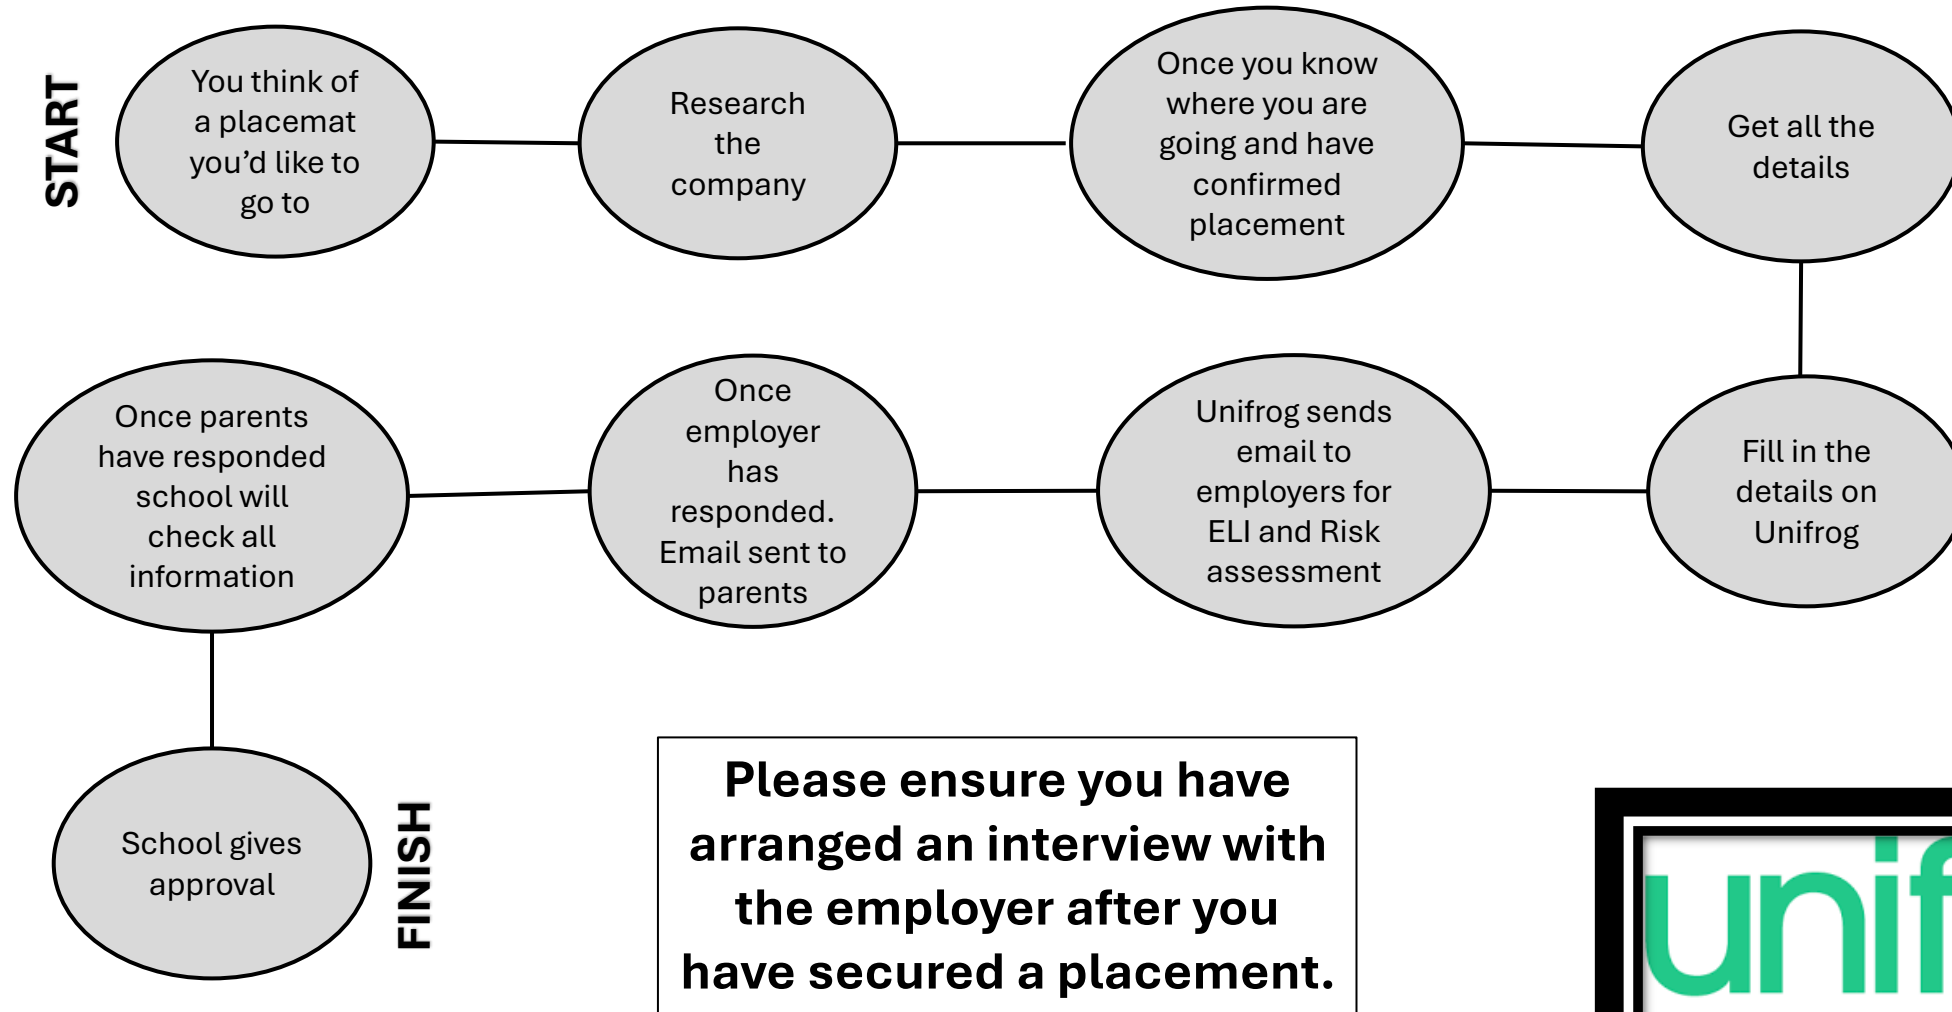 START
You think of
a placemat
you’d like to
go to
Research
the
company
Once you know
where you are
going and have
confirmed
placement
Get all the
details
Fill in the
details on
Unifrog
Unifrog sends
email to
employers for
ELI and Risk
assessment
Once
employer
has
responded.
Email sent to
parents
Once parents
have responded
school will
check all
information
School gives
approval
FINISH
Please ensure you have
arranged an interview with
the employer after you
have secured a placement.
unif